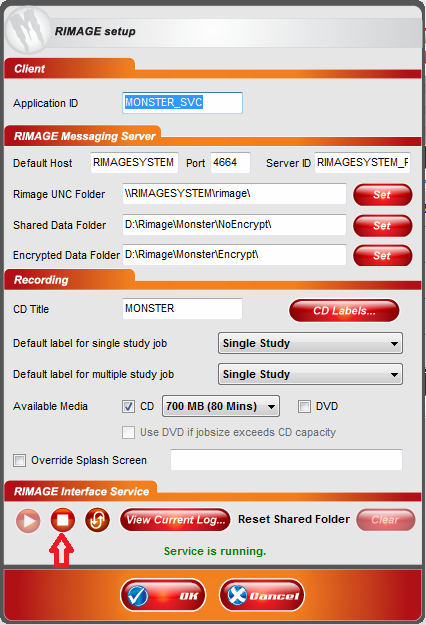 RIMAGE setup
Client
Application ID MONSTER_SVC
RIMAGE Messaging Server
Default Host RIMAGESYSTEM Port 4664 Server ID RIMAGESYSTEM_F
Rimage UNC Folder \\RIMAGESYSTEM\rimage\ Set
Shared Data Folder D:\Rimage\Monster\NoEncrypt\ Set
Encrypted Data Folder D:\Rimage\Monster\Encrypt\ Set
Recording
CD Title MONSTER CD Labels...
Default label for single study job Single Study
Default label for multiple study job Single Study
Available Media CD 700 MB (80 Mins) DVD
Use DVD if jobsize exceeds CD capacity
Override Splash Screen
RIMAGE Interface Service
View Current Log... Reset Shared Folder Clear
Service is running.
OK Cancel